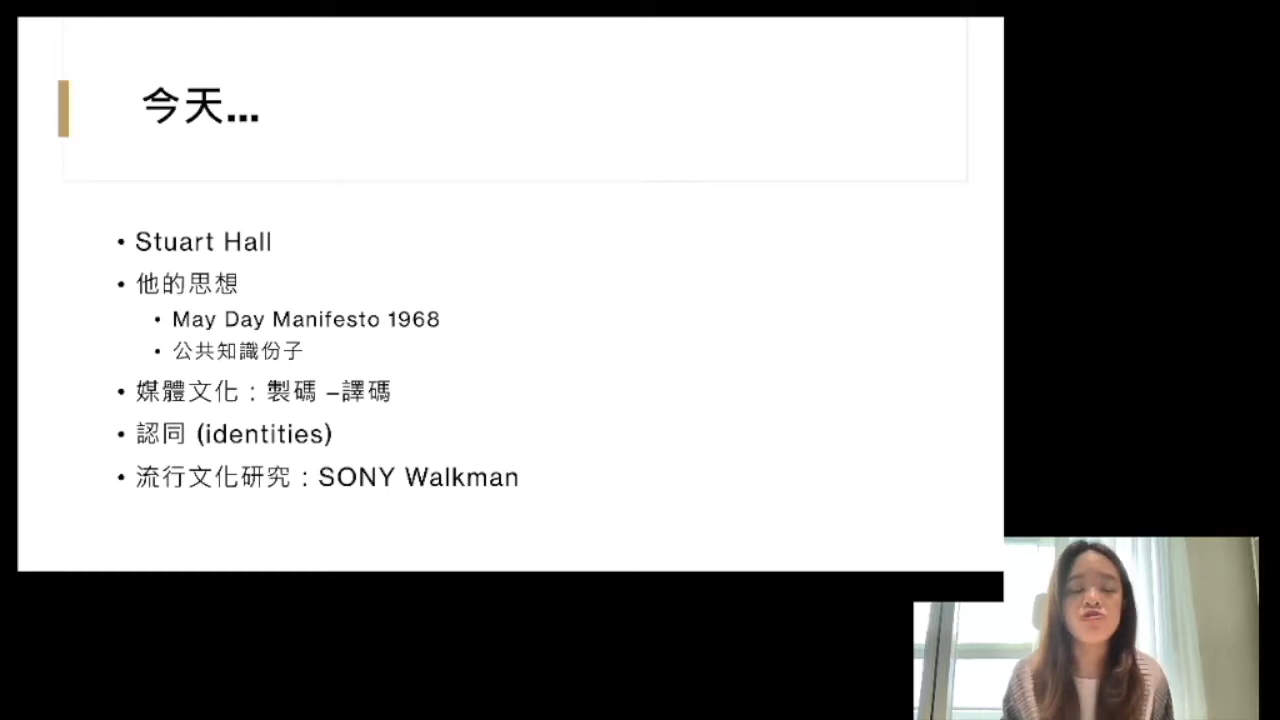 今天...
• Stuart Hall
• 他的思想
• May Day Manifesto 1968
• 公共知識份子
• 媒體文化：製碼 –譯碼
• 認同 (identities)
• 流行文化研究：SONY Walkman